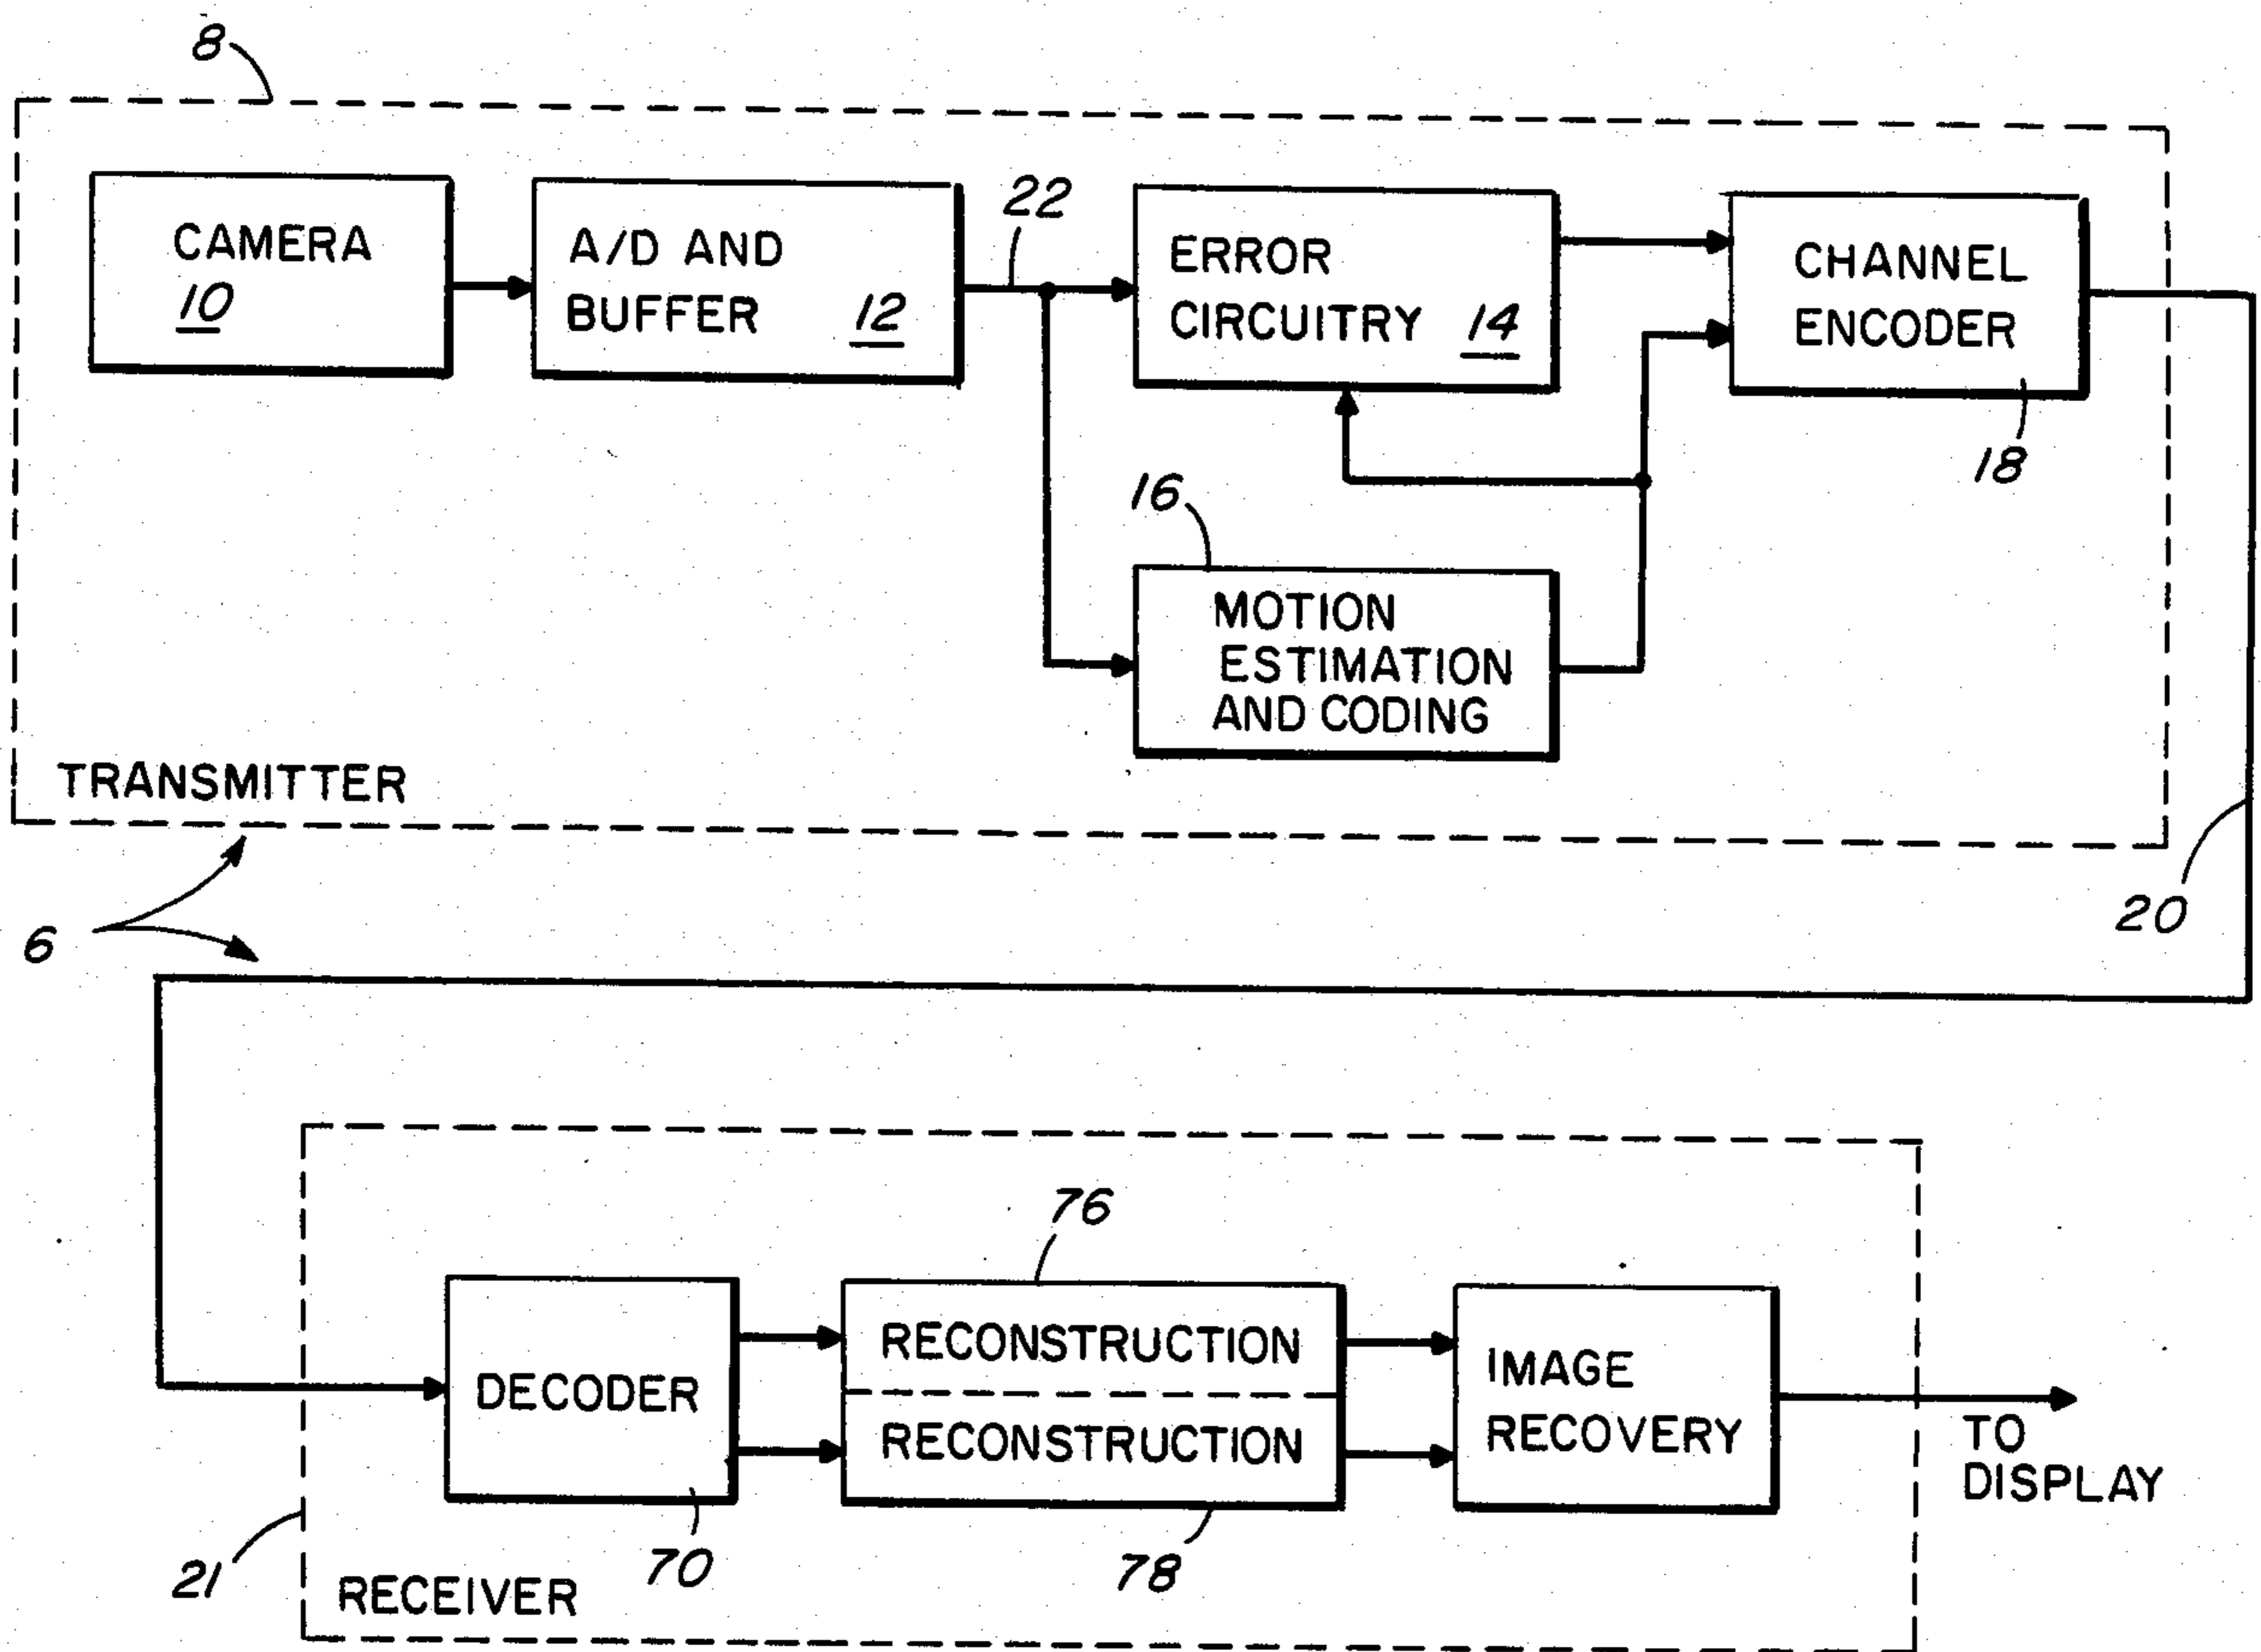 8
CAMERA
10
A/D AND
BUFFER 12
22
ERROR
CIRCUITRY 14
CHANNEL
ENCODER
18
16
MOTION
ESTIMATION
AND CODING
TRANSMITTER
6
20
76
DECODER
70
RECONSTRUCTION
RECONSTRUCTION
78
IMAGE
RECOVERY
TO
DISPLAY
21
RECEIVER